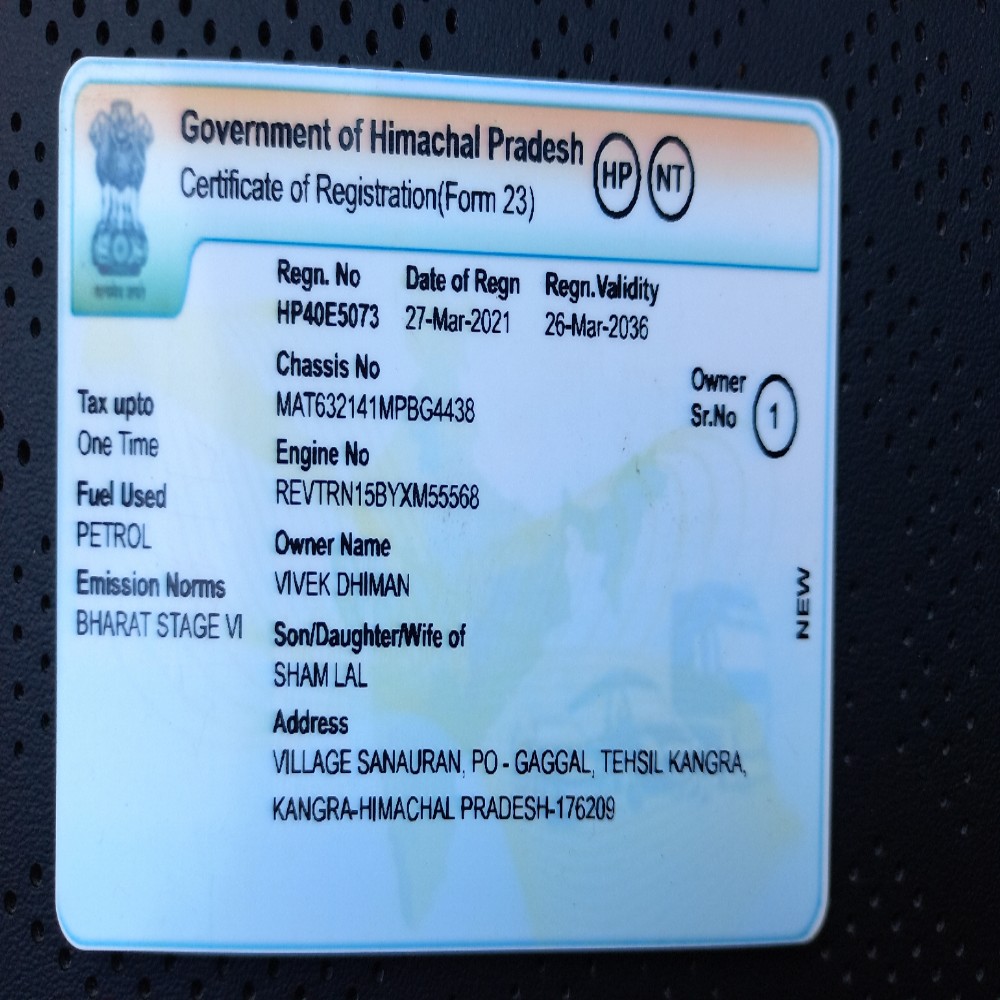 Government of Himachal Pradesh
Certificate of Registration(Form 23)
HP NT
Regn. No Date of Regn Regn.Validity
HP40E5073 27-Mar-2021 26-Mar-2036
Chassis No
MAT632141MPBG4438
Owner
Sr.No 1
Tax upto
One Time
Engine No
REVTRN15BYXM55568
Fuel Used
PETROL
Owner Name
VIVEK DHIMAN
Emission Norms
BHARAT STAGE VI
Son/Daughter/Wife of
SHAM LAL
NEW
Address
VILLAGE SANAURAN, PO - GAGGAL, TEHSIL KANGRA,
KANGRA-HIMACHAL PRADESH-176209